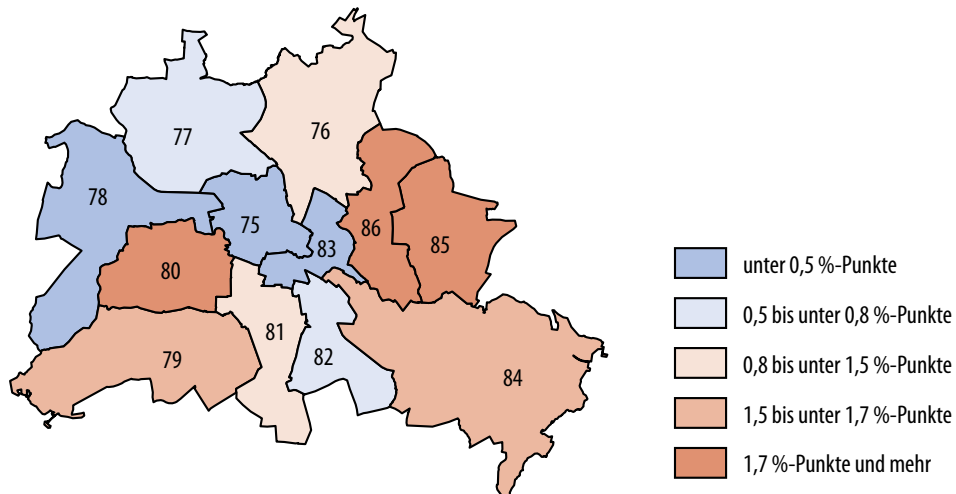 77
76
78
75
83
86
85
80
81
82
79
84
unter 0,5 %-Punkte
0,5 bis unter 0,8 %-Punkte
0,8 bis unter 1,5 %-Punkte
1,5 bis unter 1,7 %-Punkte
1,7 %-Punkte und mehr